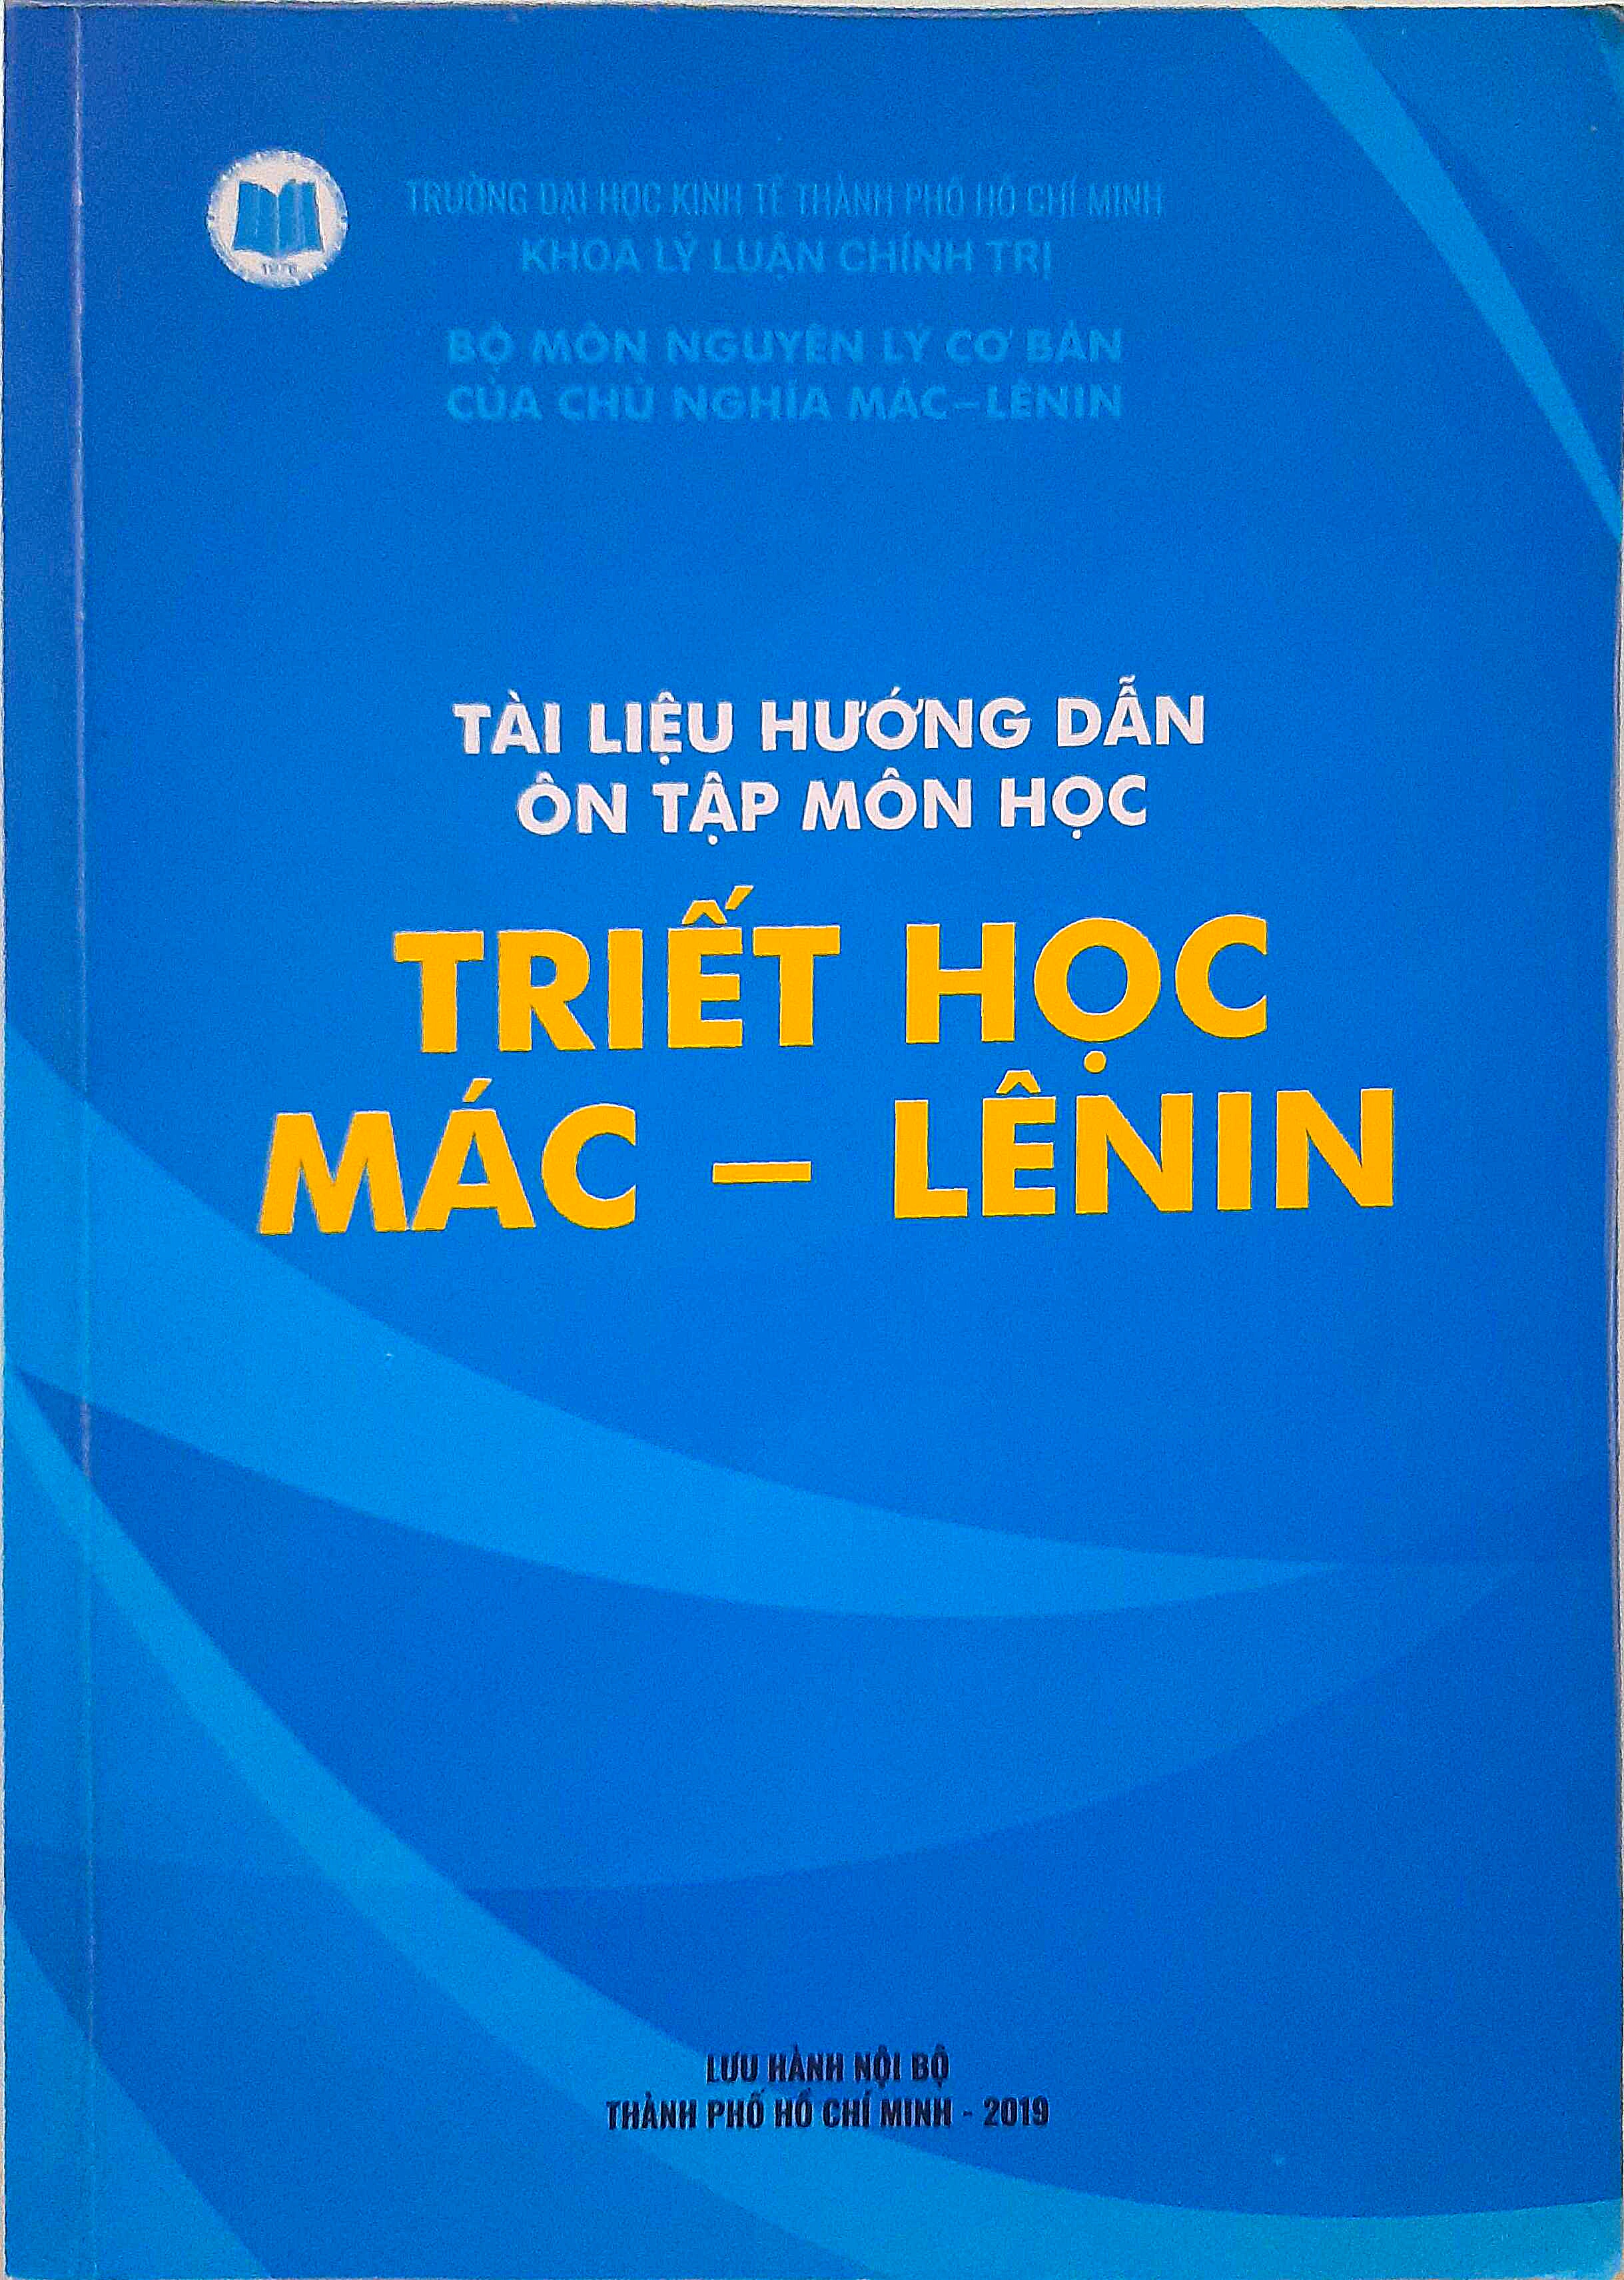 TRƯỜNG ĐẠI HỌC KINH TẾ THÀNH PHỐ HỒ CHÍ MINH
KHOA LÝ LUẬN CHÍNH TRỊ
BỘ MÔN NGUYÊN LÝ CƠ BẢN
CỦA CHỦ NGHĨA MÁC–LÊNIN
TÀI LIỆU HƯỚNG DẪN
ÔN TẬP MÔN HỌC
TRIẾT HỌC
MÁC – LÊNIN
LƯU HÀNH NỘI BỘ
THÀNH PHỐ HỒ CHÍ MINH - 2019